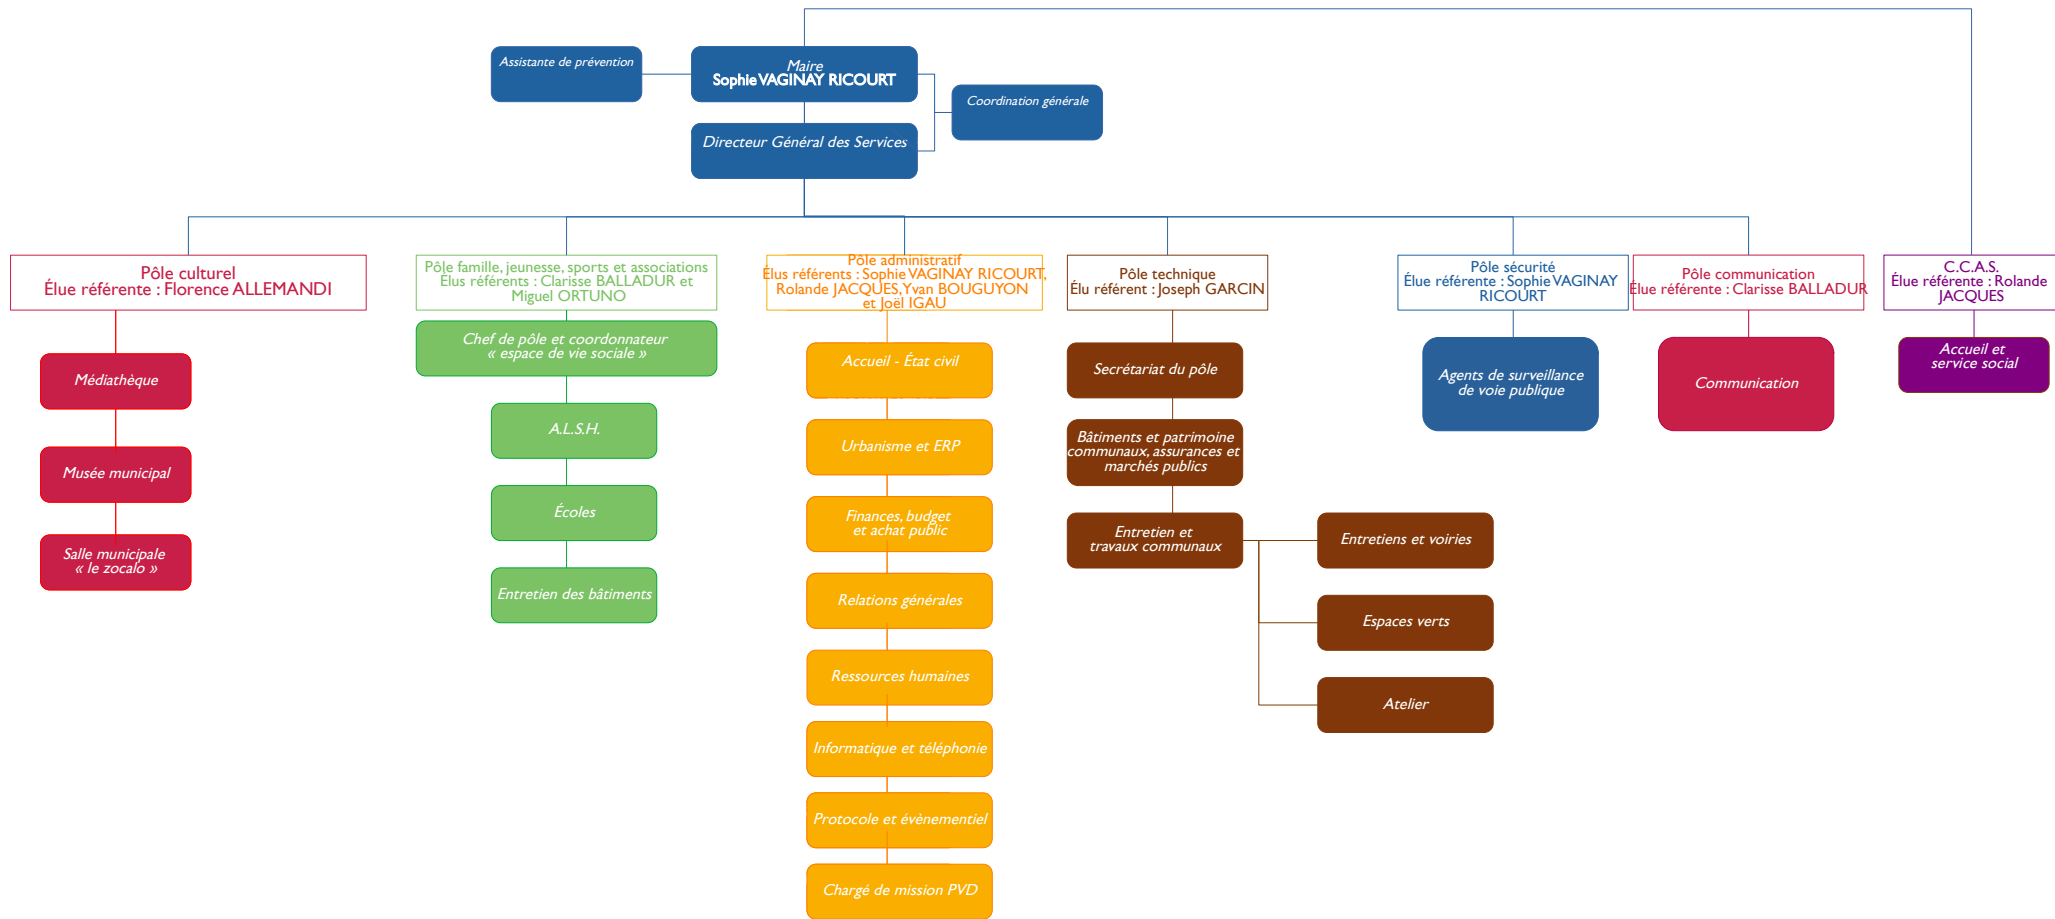 Assistante de prévention
Maire
Sophie VAGINAY RICOURT
Coordination générale
Directeur Général des Services
Pôle culturel
Élue référente : Florence ALLEMANDI
Médiathèque
Musée municipal
Salle municipale
« le zocalo »
Pôle famille, jeunesse, sports et associations
Élus référents : Clarisse BALLADUR et
Miguel ORTUNO
Chef de pôle et coordonnateur
« espace de vie sociale »
A.L.S.H.
Écoles
Entretien des bâtiments
Pôle administratif
Élus référents : Sophie VAGINAY RICOURT,
Rolande JACQUES, Yvan BOUGUYON
et Joël IGAU
Accueil - État civil
Urbanisme et ERP
Finances, budget
et achat public
Relations générales
Ressources humaines
Informatique et téléphonie
Protocole et évènementiel
Chargé de mission PVD
Pôle technique
Élu référent : Joseph GARCIN
Secrétariat du pôle
Bâtiments et patrimoine
communaux, assurances et
marchés publics
Entretien et
travaux communaux
Entretiens et voiries
Espaces verts
Atelier
Pôle sécurité
Élue référente : Sophie VAGINAY
RICOURT
Agents de surveillance
de voie publique
Pôle communication
Élue référente : Clarisse BALLADUR
Communication
C.C.A.S.
Élue référente : Rolande
JACQUES
Accueil et
service social